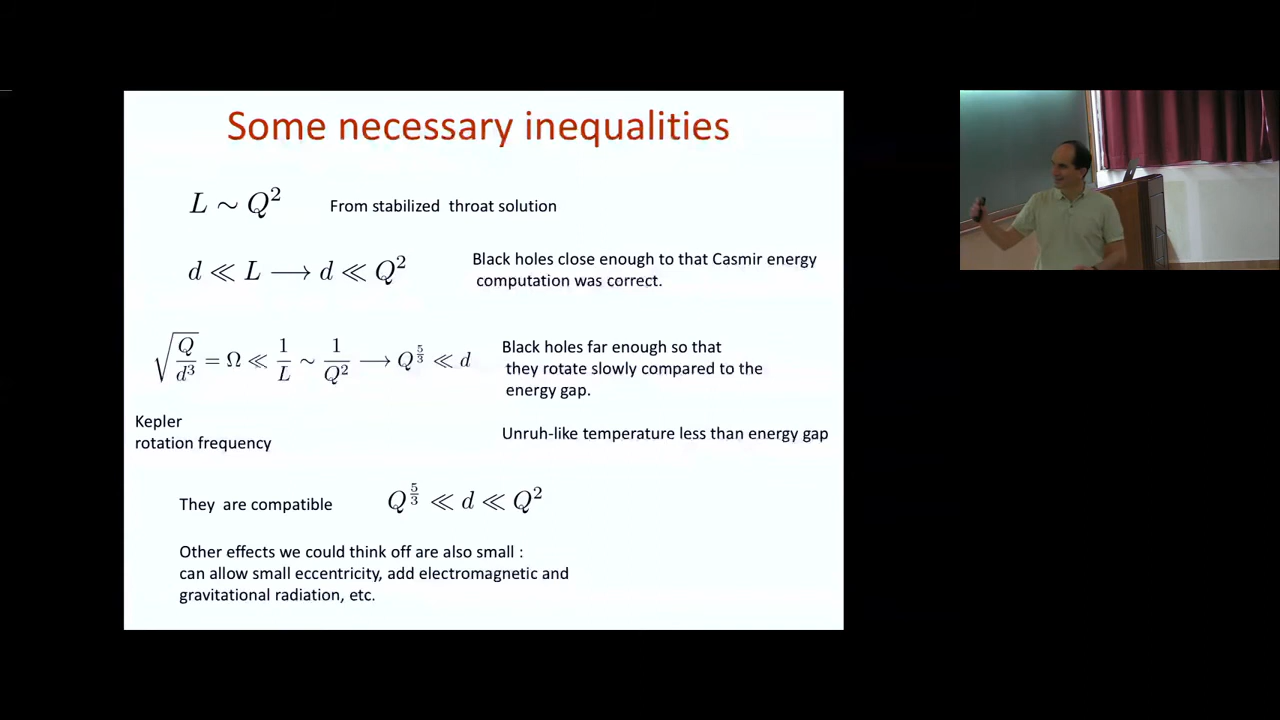 Some necessary inequalities
L ∼ Q² From stabilized throat solution
d ≪ L ⟶ d ≪ Q² Black holes close enough to that Casmir energy
computation was correct.
√(Q/d³) = Ω ≪ 1/L ∼ 1/Q² ⟶ Q^(5/3) ≪ d
Black holes far enough so that
they rotate slowly compared to the
energy gap.
Kepler
rotation frequency
Unruh-like temperature less than energy gap
They are compatible Q^(5/3) ≪ d ≪ Q²
Other effects we could think off are also small :
can allow small eccentricity, add electromagnetic and
gravitational radiation, etc.